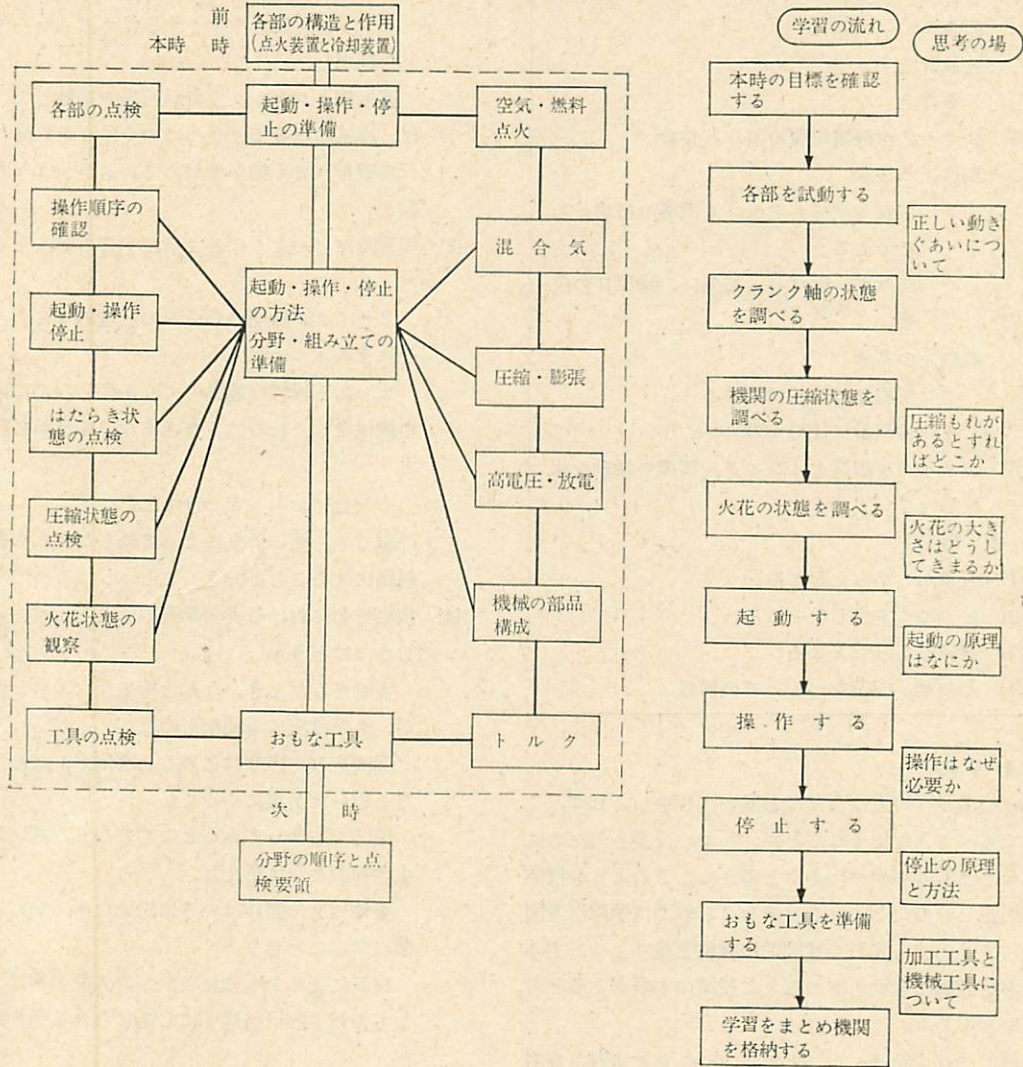 前
本時　時
各部の構造と作用
(点火装置と冷却装置)
各部の点検
起動・操作・停
止の準備
空気・燃料
点火
操作順序の
確認
混合気
起動・操作・停止
の方法
分野・組み立ての
準備
起動・操作
停止
圧縮・膨張
はたらき状
態の点検
高電圧・放電
圧縮状態の
点検
機械の部品
構成
火花状態の
観察
工具の点検
おもな工具
トルク
次　時
分野の順序と点
検要領
学習の流れ
思考の場
本時の目標を確認
する
各部を試動する
正しい動き
ぐあいにつ
いて
クランク軸の状態
を調べる
機関の圧縮状態を
調べる
圧縮もれが
あるとすれ
ばどこか
火花の状態を調べる
火花の大き
さはどうし
てきまるか
起動する
起動の原理
はなにか
操作する
操作はなぜ
必要か
停止する
停止の原理
と方法
おもな工具を準備
する
加工工具と
機械工具に
ついて
学習をまとめ機関
を格納する